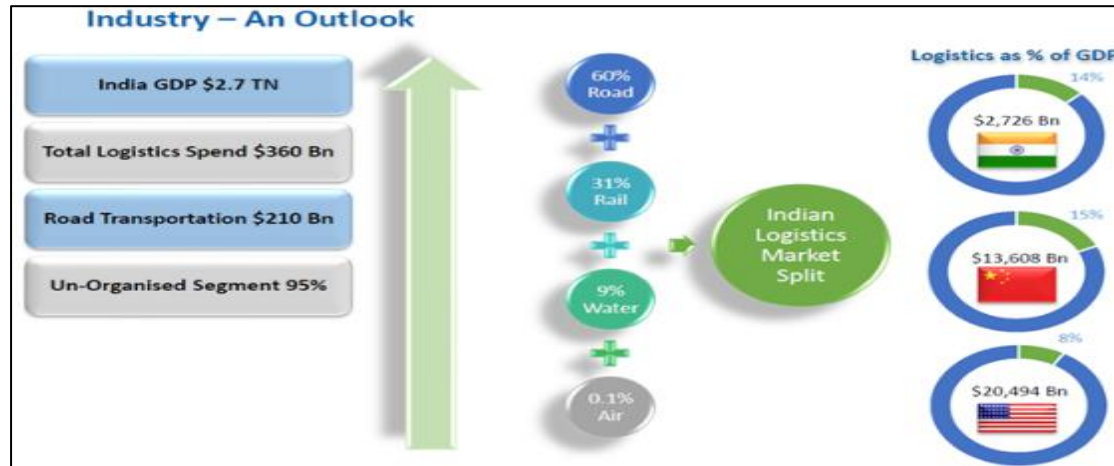 Industry – An Outlook
India GDP $2.7 TN
Total Logistics Spend $360 Bn
Road Transportation $210 Bn
Un-Organised Segment 95%
60%
Road
31%
Rail
9%
Water
0.1%
Air
Indian
Logistics
Market
Split
Logistics as % of GDP
14%
$2,726 Bn
15%
$13,608 Bn
8%
$20,494 Bn